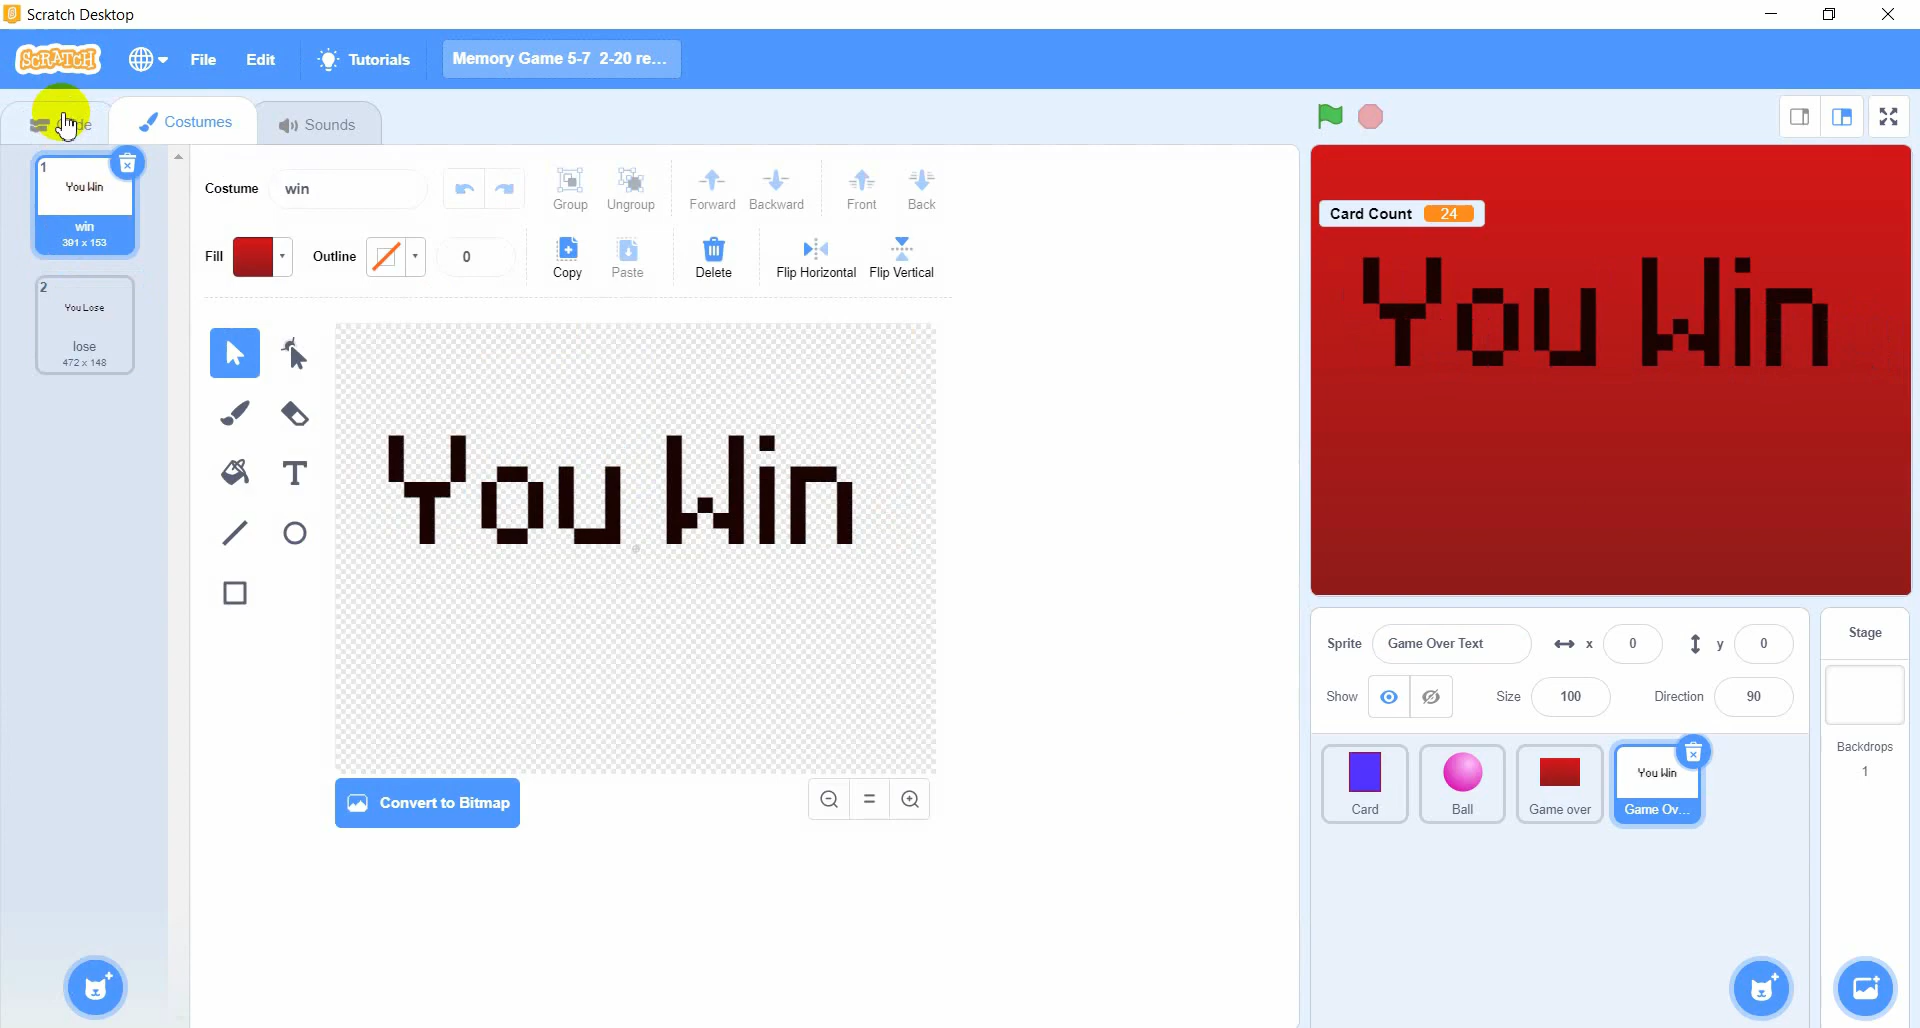 Scratch Desktop
SCRATCH
File
Edit
Tutorials
Memory Game 5-7 2-20 re...
Costumes
Sounds
1
You Win
win
391 x 153
2
You Lose
lose
472 x 148
Costume
win
Group
Ungroup
Forward
Backward
Front
Back
Fill
Outline
0
Copy
Paste
Delete
Flip Horizontal
Flip Vertical
You Win
Convert to Bitmap
Card Count 24
You Win
Sprite
Game Over Text
x
0
y
0
Show
Size
100
Direction
90
Card
Ball
Game over
You Win
Game Ov...
Stage
Backdrops
1